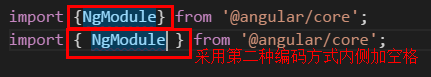 import {NgModule} from '@angular/core';
import { NgModule } from '@angular/core';
采用第二种编码方式内侧加空格